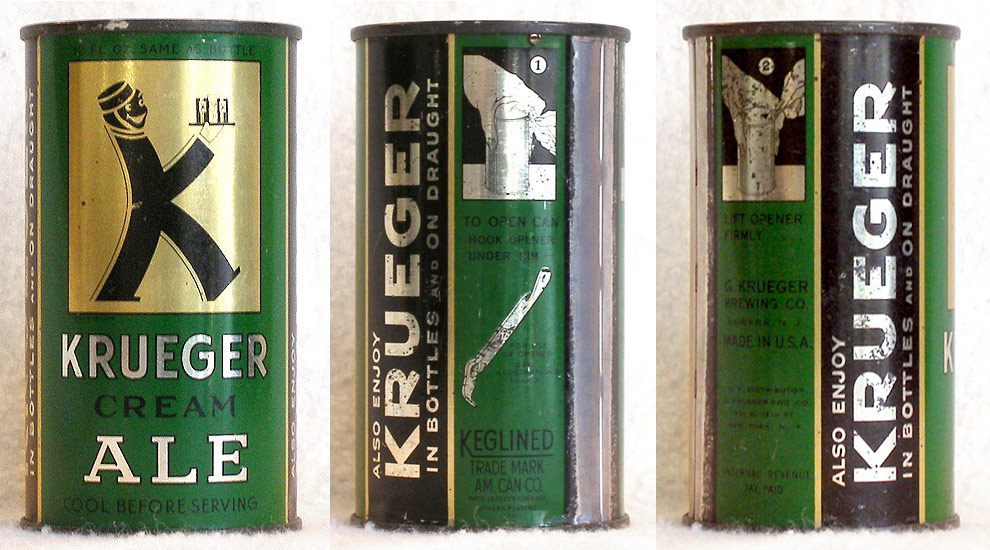 12 FL. OZ. SAME AS BOTTLE
KRUEGER
CREAM
ALE
COOL BEFORE SERVING
IN BOTTLES AND ON DRAUGHT
ALSO ENJOY
ALSO ENJOY
KRUEGER
IN BOTTLES AND ON DRAUGHT
1
TO OPEN CAN
HOOK OPENER
UNDER RIM
KEGLINED
TRADE MARK
AM. CAN CO.
2
LIFT OPENER
FIRMLY
G. KRUEGER
BREWING CO.
NEWARK, N. J.
MADE IN U.S.A.
NEW YORK, N. Y.
INTERNAL REVENUE
TAX PAID
ALSO ENJOY
KRUEGER
IN BOTTLES AND ON DRAUGHT
K